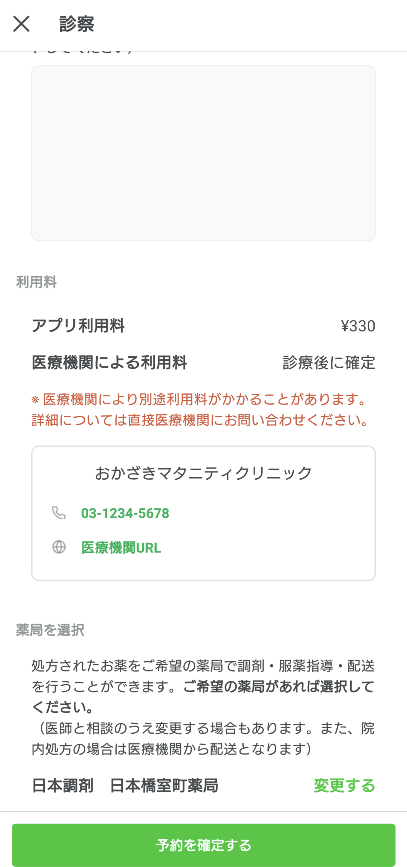 診察
利用料
アプリ利用料 ¥330
医療機関による利用料 診療後に確定
※ 医療機関により別途利用料がかかることがあります。
詳細については直接医療機関にお問い合わせください。
おかざきマタニティクリニック
03-1234-5678
医療機関URL
薬局を選択
処方されたお薬をご希望の薬局で調剤・服薬指導・配送
を行うことができます。ご希望の薬局があれば選択して
ください。
（医師と相談のうえ変更する場合もあります。また、院
内処方の場合は医療機関から配送となります）
日本調剤　日本橋室町薬局 変更する
予約を確定する